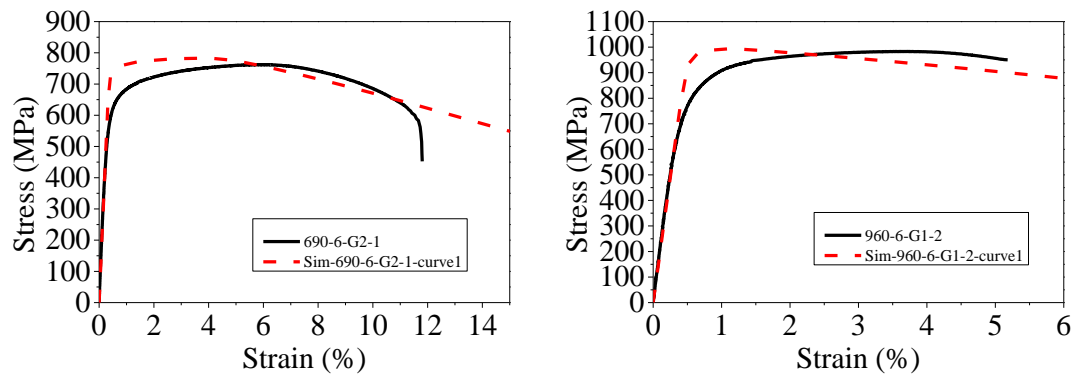 900
800
700
600
500
400
300
200
100
0
Stress (MPa)
690-6-G2-1
Sim-690-6-G2-1-curve1
0 2 4 6 8 10 12 14
Strain (%)
1100
1000
900
800
700
600
500
400
300
200
100
0
Stress (MPa)
960-6-G1-2
Sim-960-6-G1-2-curve1
0 1 2 3 4 5 6
Strain (%)